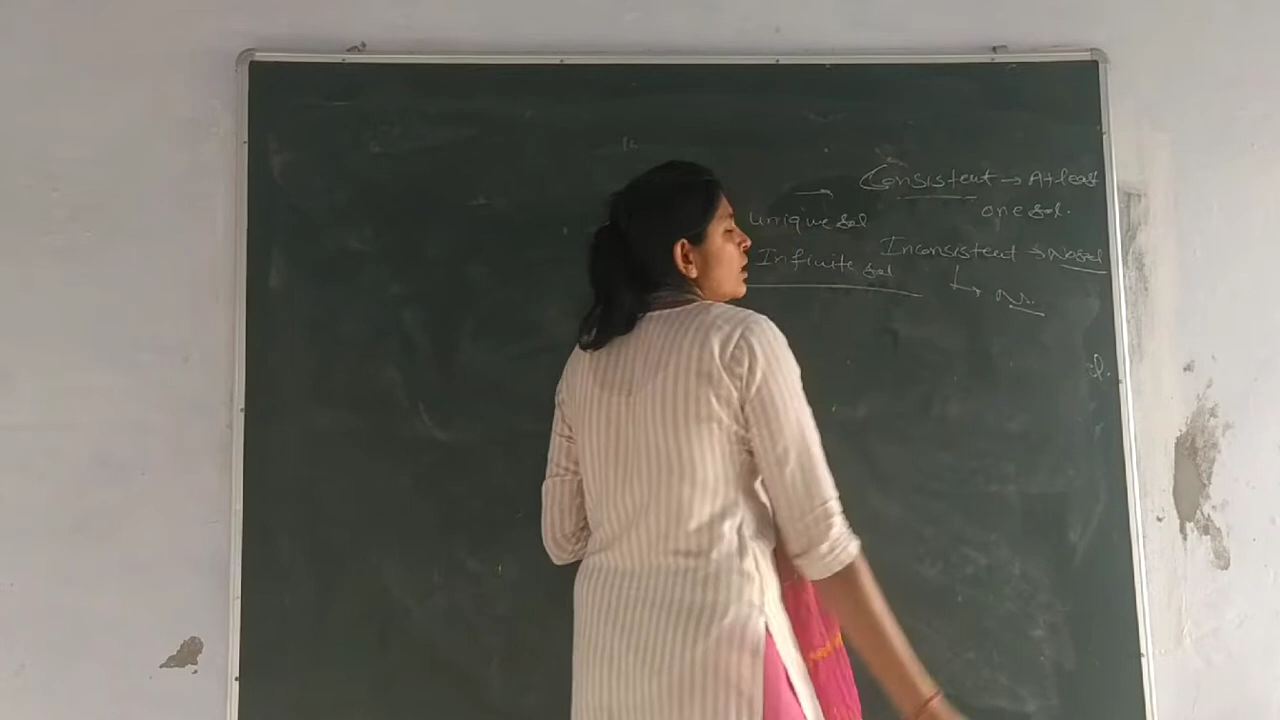 Consistent → Atleast
one sol.
unique sol
Inconsistent → No sol
Infinite sol